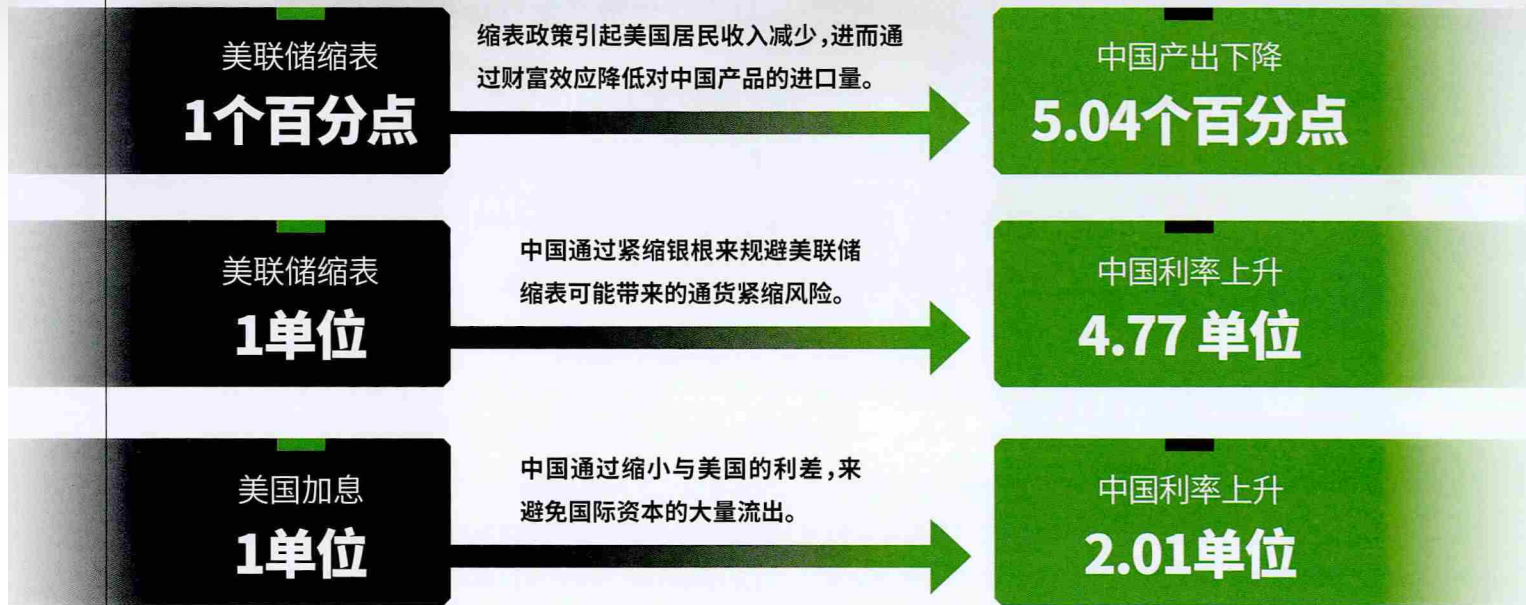 美联储缩表
1个百分点
缩表政策引起美国居民收入减少,进而通
过财富效应降低对中国产品的进口量。
中国产出下降
5.04个百分点
美联储缩表
1单位
中国通过紧缩银根来规避美联储
缩表可能带来的通货紧缩风险。
中国利率上升
4.77 单位
美国加息
1单位
中国通过缩小与美国的利差,来
避免国际资本的大量流出。
中国利率上升
2.01单位